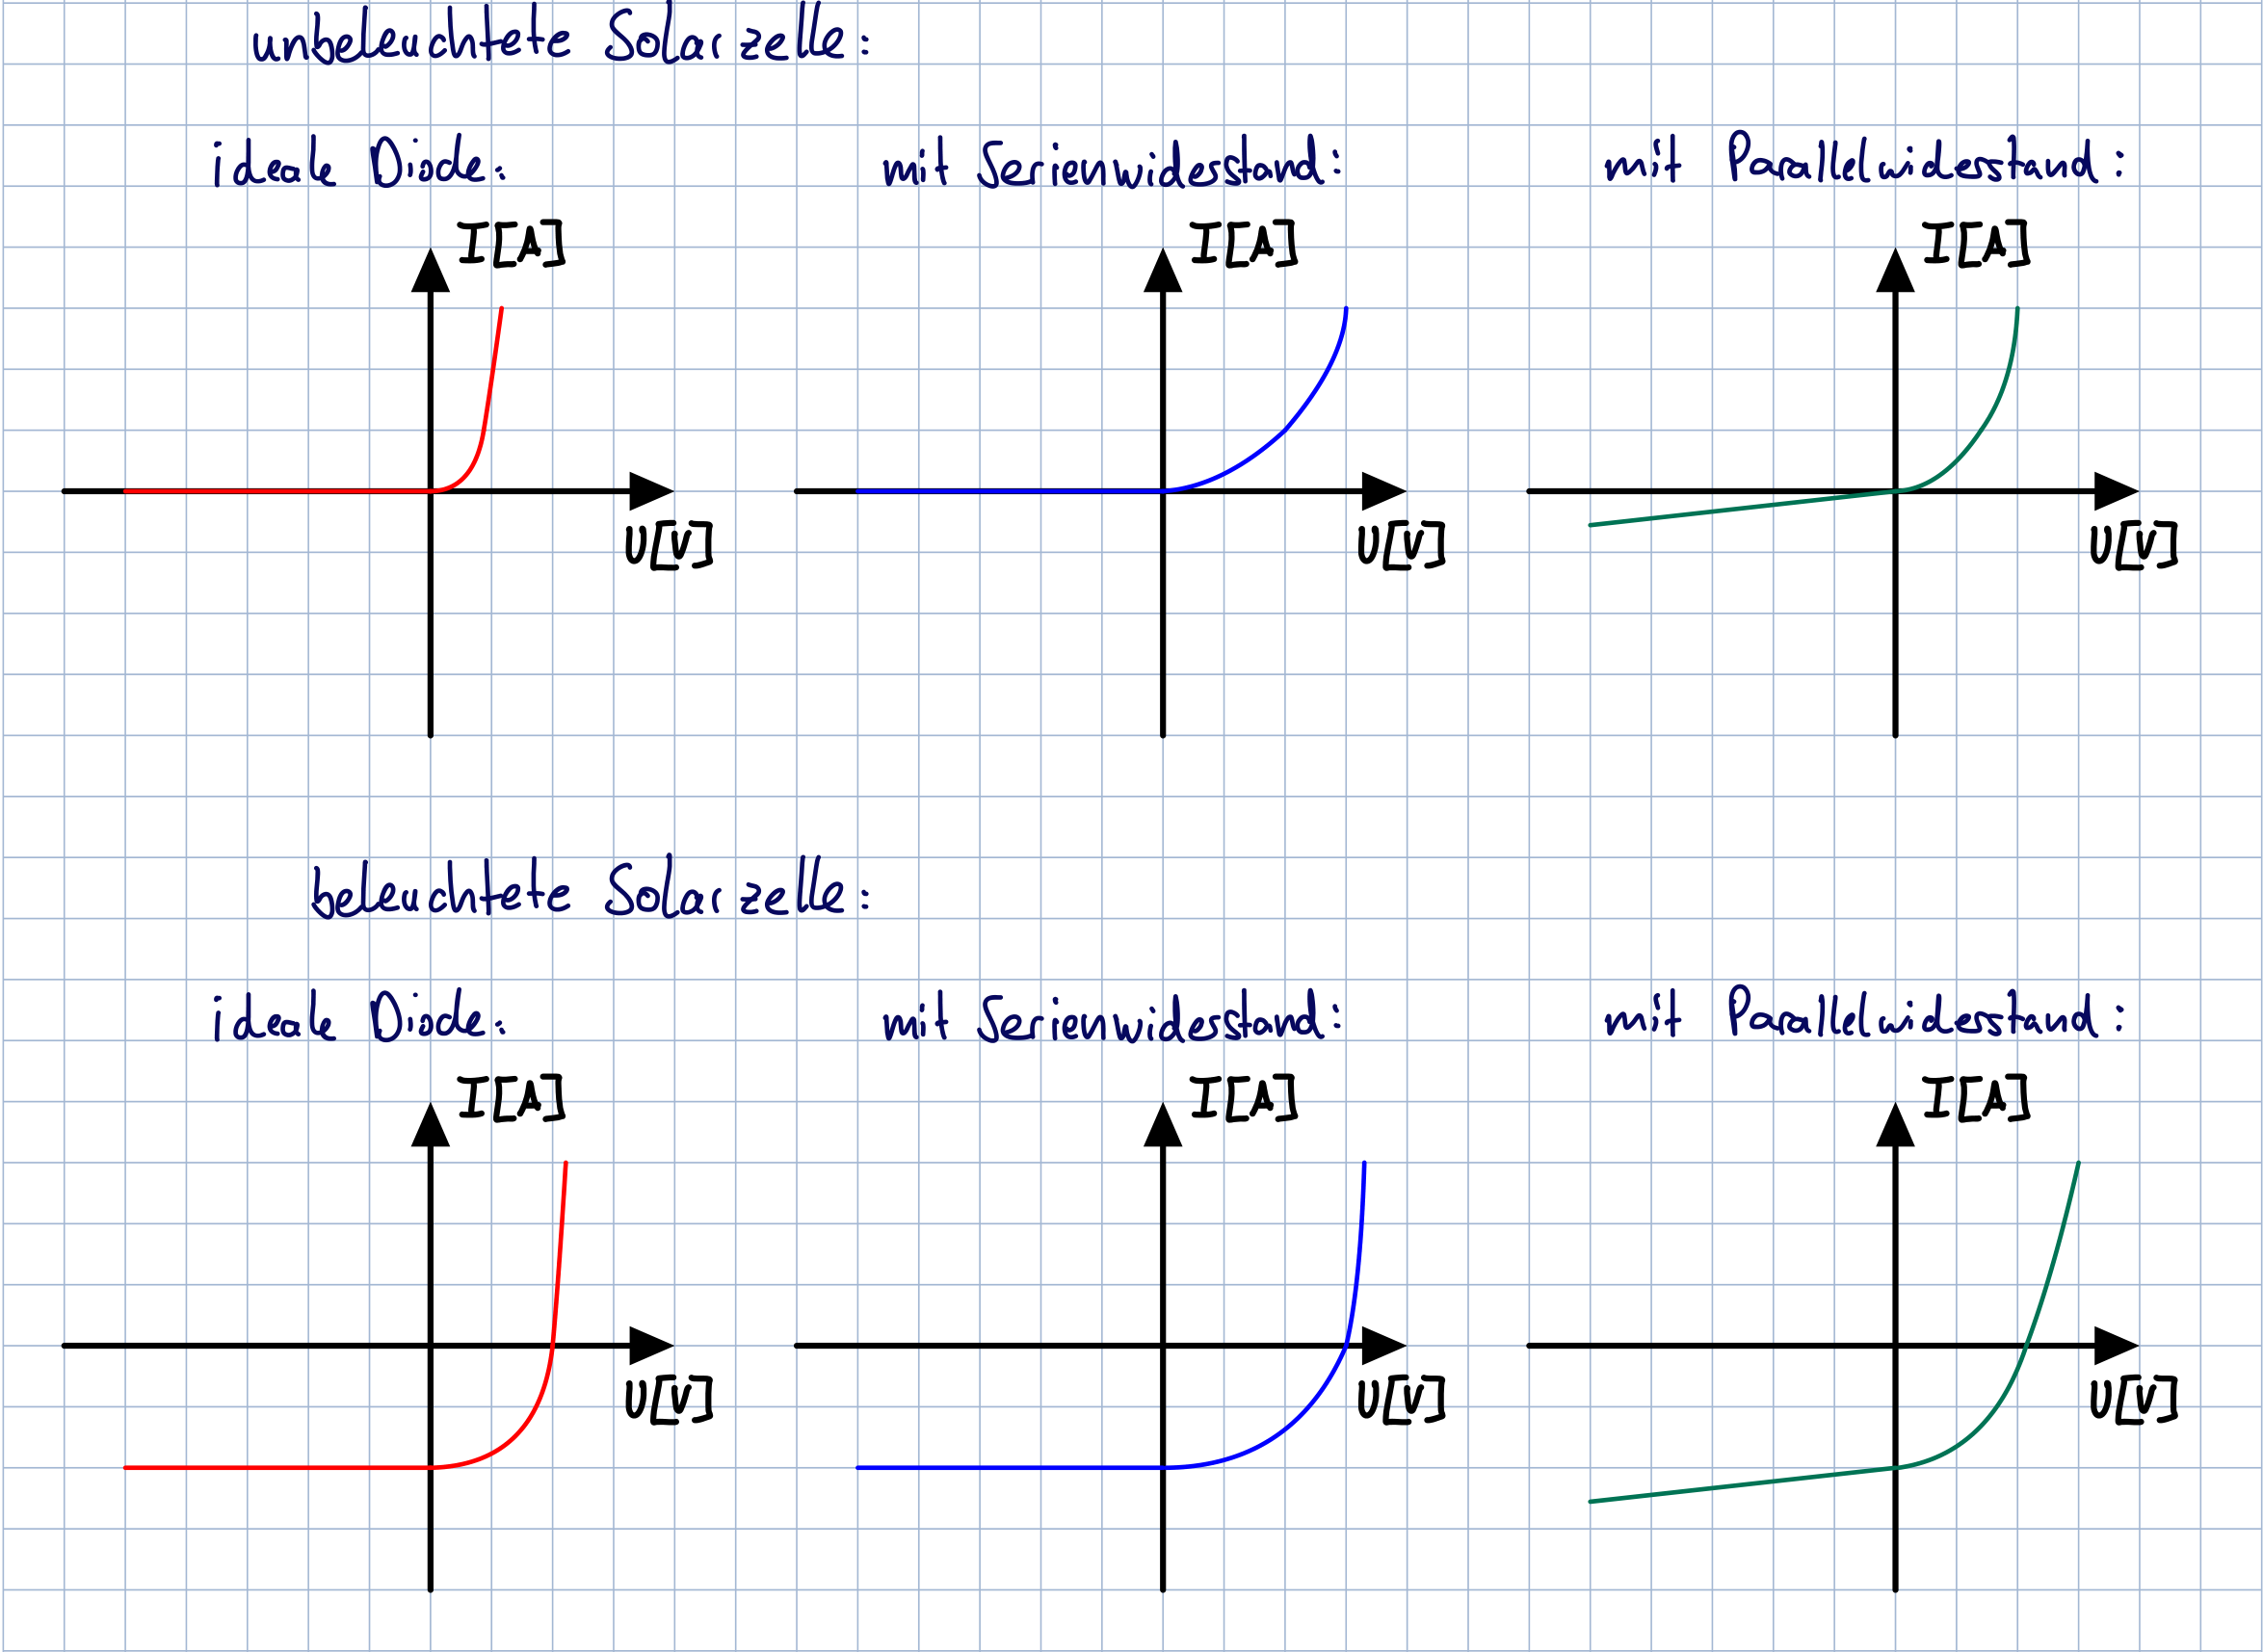 unbeleuchtete Solarzelle:
ideale Diode: mit Serienwiderstand: mit Parallelwiderstand:
I[A] I[A] I[A]
U[V] U[V] U[V]
beleuchtete Solarzelle:
ideale Diode: mit Serienwiderstand: mit Parallelwiderstand:
I[A] I[A] I[A]
U[V] U[V] U[V]